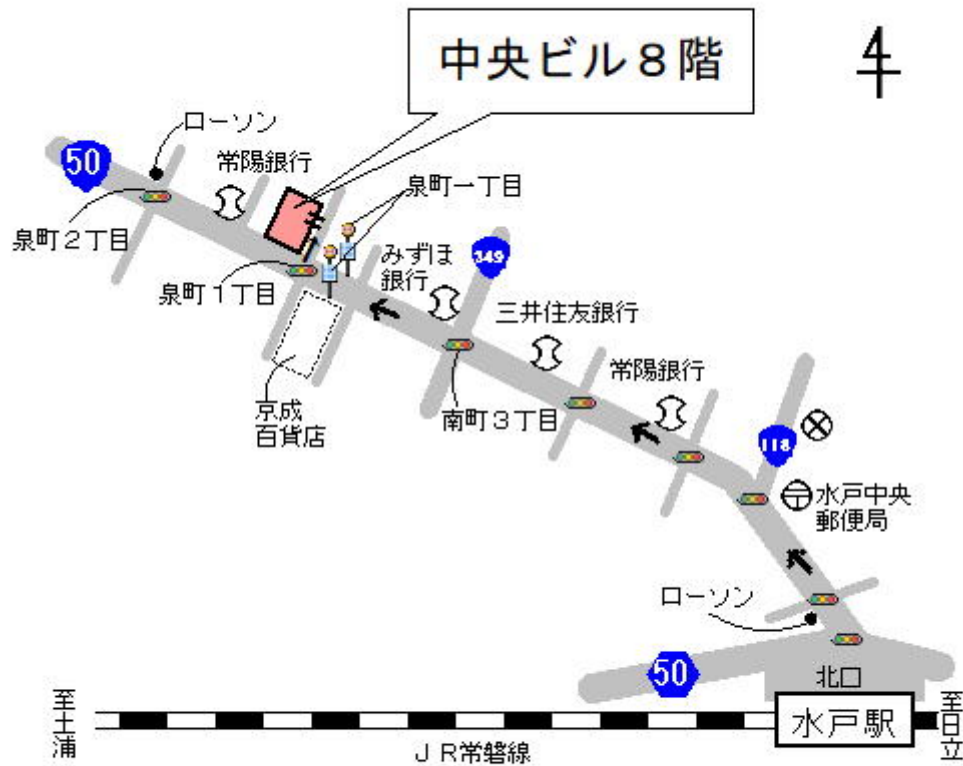 中央ビル８階
ローソン
50
常陽銀行
泉町一丁目
泉町２丁目
みずほ
銀行
349
泉町１丁目
三井住友銀行
常陽銀行
京成
百貨店
南町３丁目
118
水戸中央
郵便局
ローソン
50
北口
至土浦
水戸駅
至日立
ＪＲ常磐線